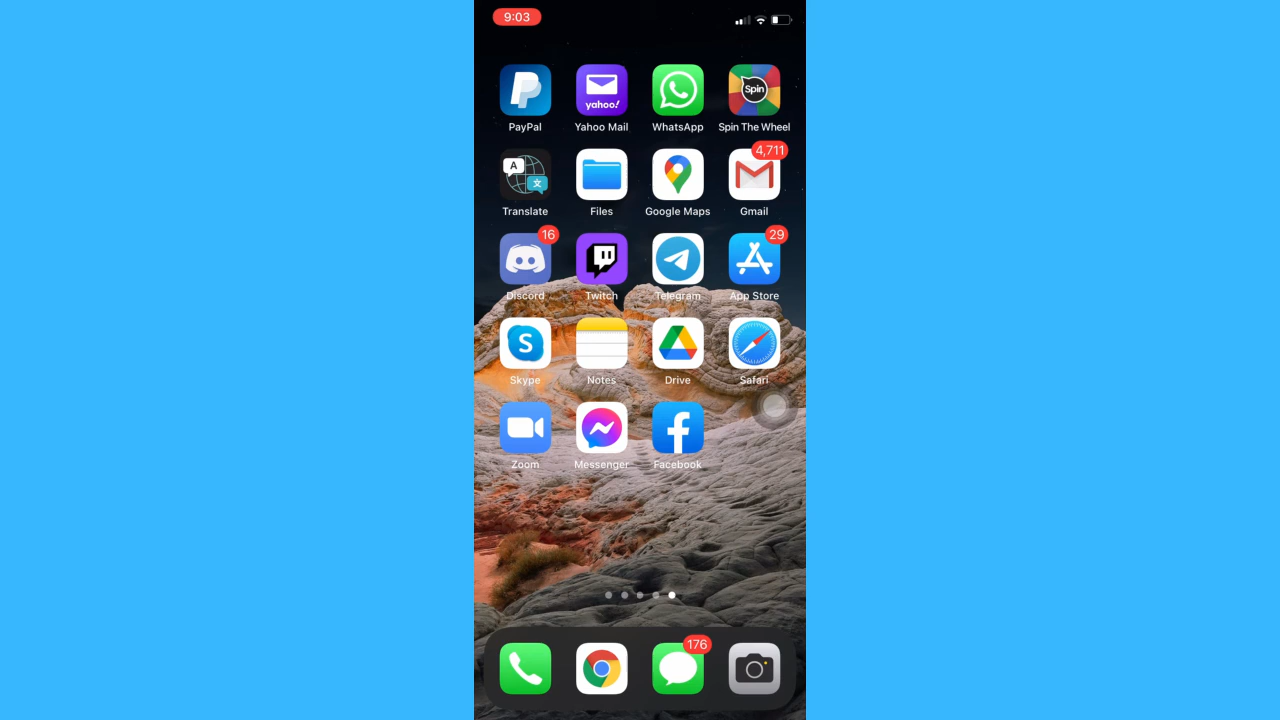 9:03
Spin
yahoo!
PayPal Yahoo Mail WhatsApp Spin The Wheel
4,711
A
文
Translate Files Google Maps Gmail
16 29
Discord Twitch Telegram App Store
S
Skype Notes Drive Safari
Zoom Messenger Facebook
176